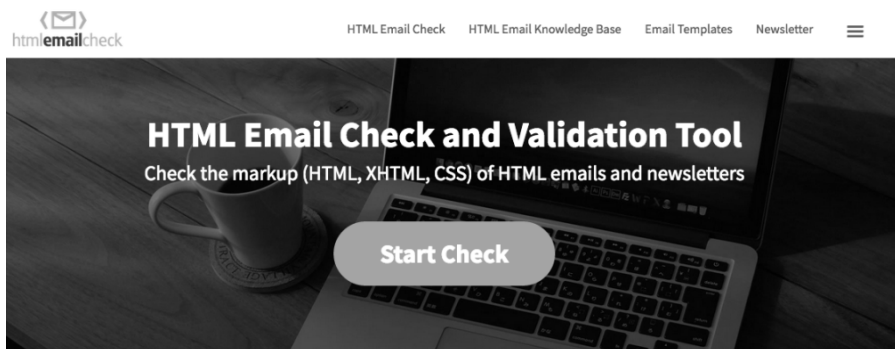 htmlemailcheck
HTML Email Check
HTML Email Knowledge Base
Email Templates
Newsletter
HTML Email Check and Validation Tool
Check the markup (HTML, XHTML, CSS) of HTML emails and newsletters
Start Check